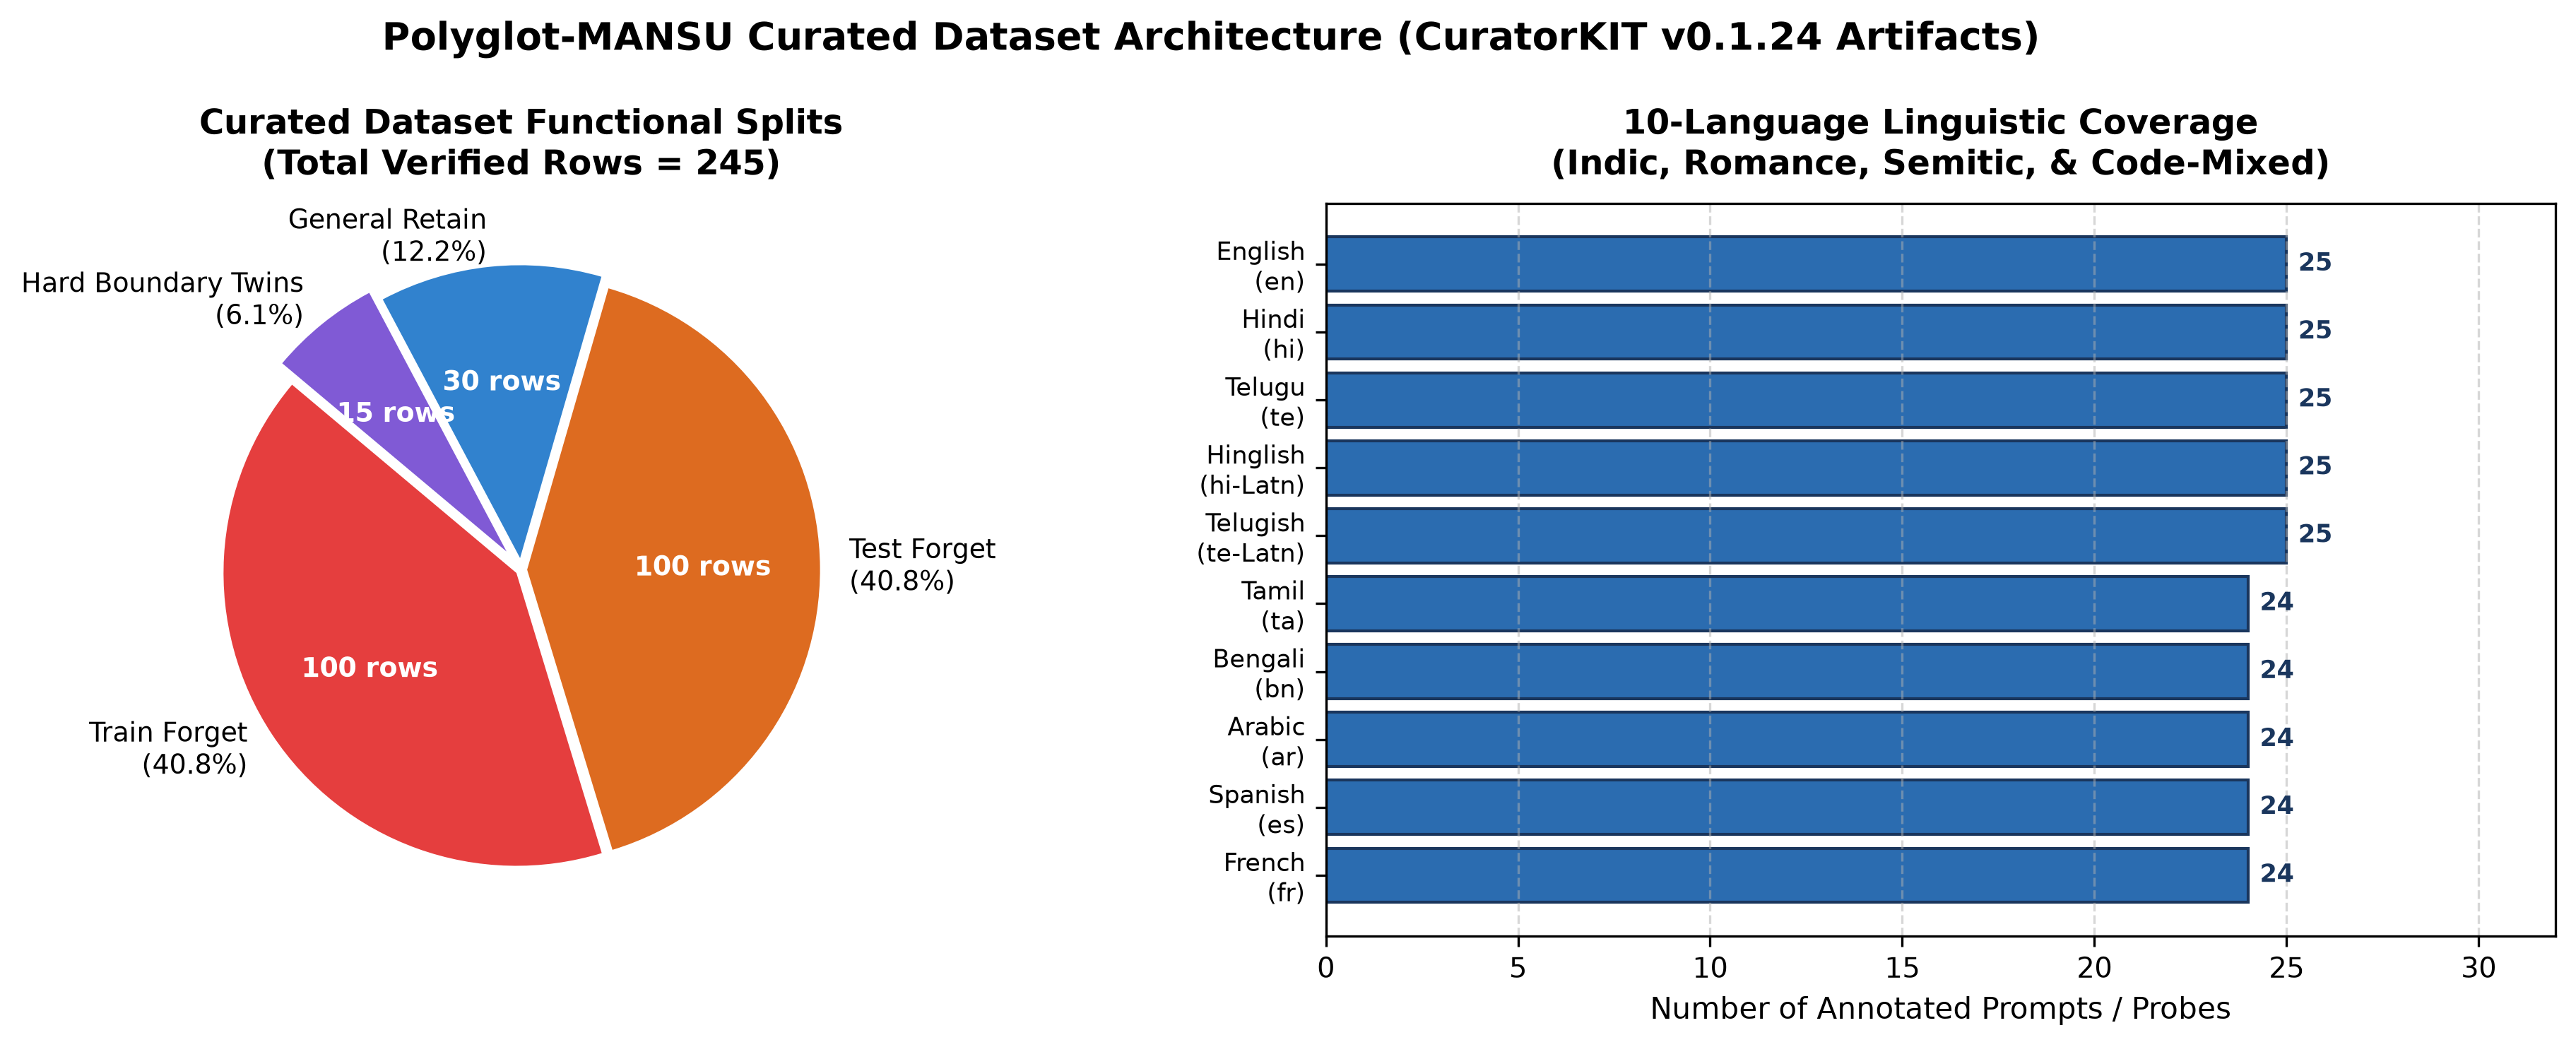 Polyglot-MANSU Curated Dataset Architecture (CuratorKIT v0.1.24 Artifacts)
Curated Dataset Functional Splits
(Total Verified Rows = 245)
General Retain
(12.2%)
Hard Boundary Twins
(6.1%)
30 rows
15 rows
Test Forget
(40.8%)
100 rows
100 rows
Train Forget
(40.8%)
10-Language Linguistic Coverage
(Indic, Romance, Semitic, & Code-Mixed)
English
(en)
25
Hindi
(hi)
25
Telugu
(te)
25
Hinglish
(hi-Latn)
25
Telugish
(te-Latn)
25
Tamil
(ta)
24
Bengali
(bn)
24
Arabic
(ar)
24
Spanish
(es)
24
French
(fr)
24
0 5 10 15 20 25 30
Number of Annotated Prompts / Probes